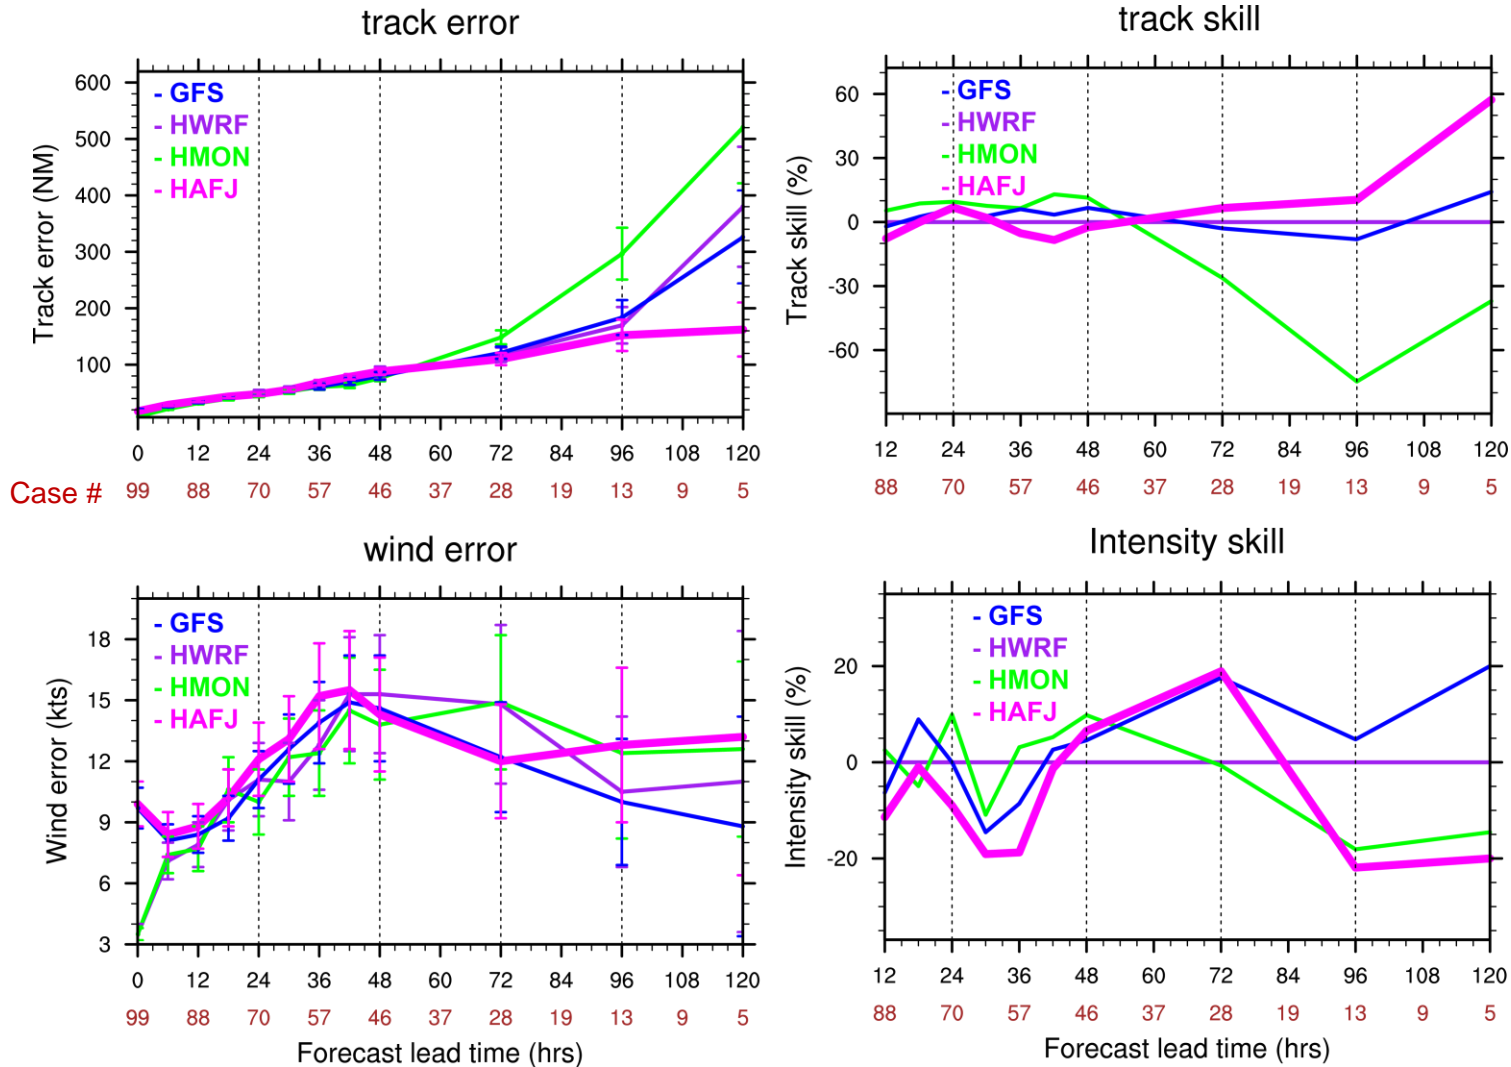 track error
600
500
400
300
200
100
Track error (NM)
- GFS
- HWRF
- HMON
- HAFJ
0 12 24 36 48 60 72 84 96 108 120
Case # 99 88 70 57 46 37 28 19 13 9 5
track skill
60
30
0
-30
-60
Track skill (%)
- GFS
- HWRF
- HMON
- HAFJ
12 24 36 48 60 72 84 96 108 120
88 70 57 46 37 28 19 13 9 5
wind error
18
15
12
9
6
3
Wind error (kts)
- GFS
- HWRF
- HMON
- HAFJ
0 12 24 36 48 60 72 84 96 108 120
99 88 70 57 46 37 28 19 13 9 5
Forecast lead time (hrs)
Intensity skill
20
0
-20
Intensity skill (%)
- GFS
- HWRF
- HMON
- HAFJ
12 24 36 48 60 72 84 96 108 120
88 70 57 46 37 28 19 13 9 5
Forecast lead time (hrs)